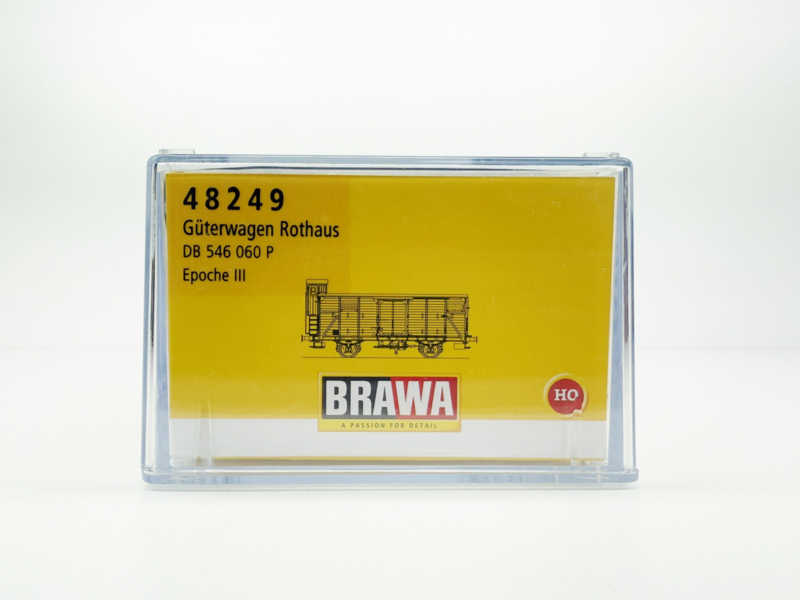 48249
Güterwagen Rothaus
DB 546 060 P
Epoche III
BRAWA
A PASSION FOR DETAIL
HO